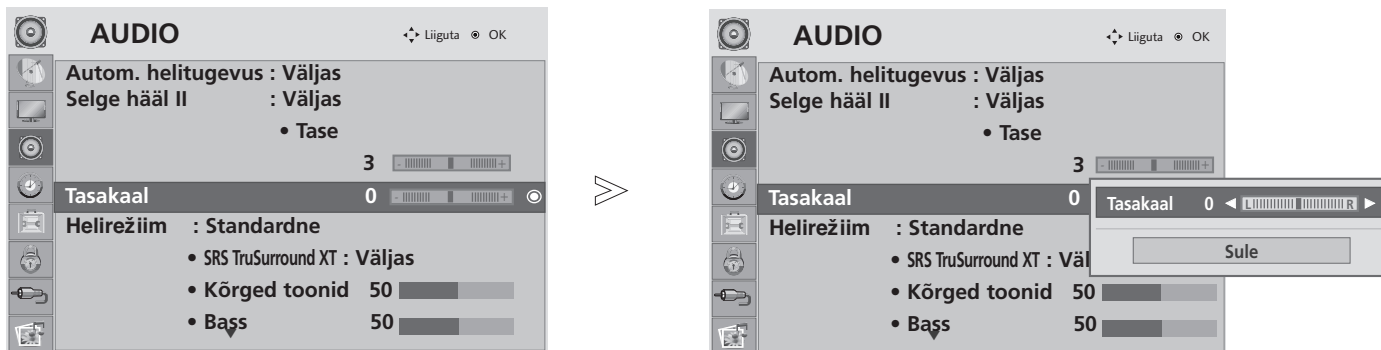 AUDIO Liiguta OK
Autom. helitugevus : Väljas
Selge hääl II : Väljas
• Tase
3 - +
Tasakaal 0 - +
Helirežiim : Standardne
• SRS TruSurround XT : Väljas
• Kõrged toonid 50
• Bass 50
AUDIO Liiguta OK
Autom. helitugevus : Väljas
Selge hääl II : Väljas
• Tase
3 - +
Tasakaal 0
Helirežiim : Standardne
• SRS TruSurround XT : Väl
• Kõrged toonid 50
• Bass 50
Tasakaal 0 L R
Sule